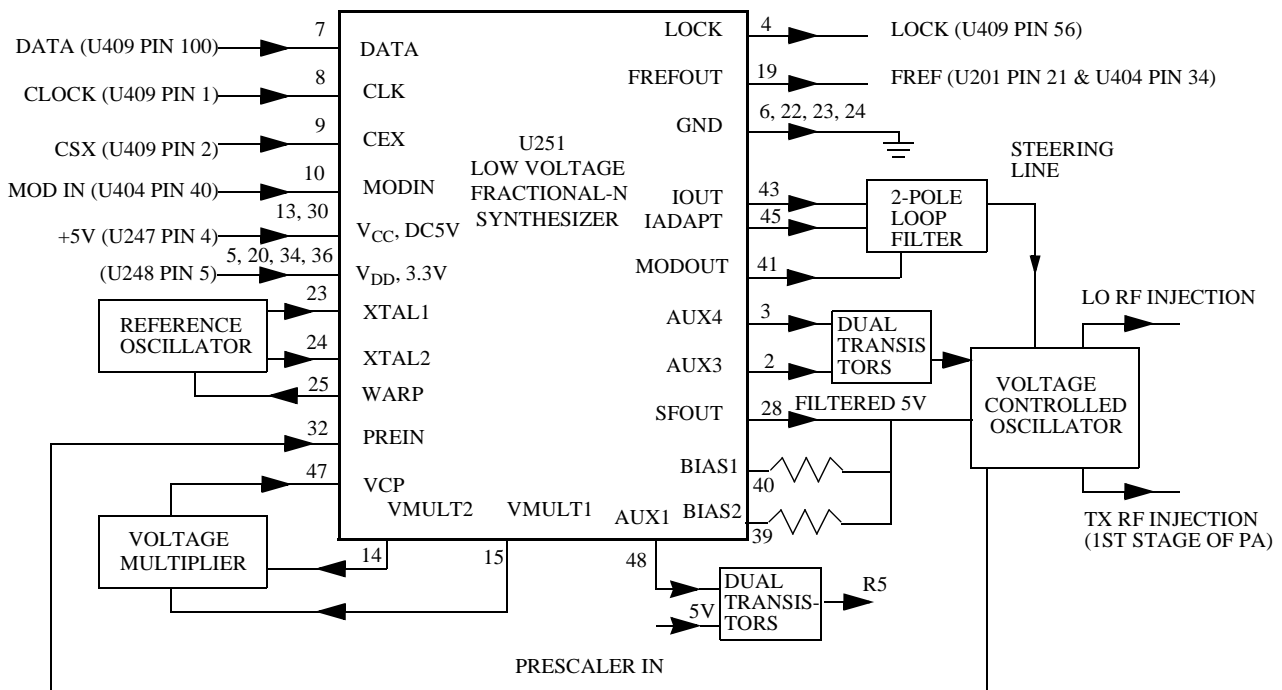 DATA (U409 PIN 100)
7
DATA
CLOCK (U409 PIN 1)
8
CLK
CSX (U409 PIN 2)
9
CEX
MOD IN (U404 PIN 40)
10
MODIN
+5V (U247 PIN 4)
13, 30
VCC, DC5V
(U248 PIN 5)
5, 20, 34, 36
VDD, 3.3V
REFERENCE
OSCILLATOR
23
XTAL1
24
XTAL2
25
WARP
32
PREIN
47
VCP
VOLTAGE
MULTIPLIER
VMULT2
14
VMULT1
15
U251
LOW VOLTAGE
FRACTIONAL-N
SYNTHESIZER
LOCK
4
LOCK (U409 PIN 56)
FREFOUT
19
FREF (U201 PIN 21 & U404 PIN 34)
GND
6, 22, 23, 24
IOUT
43
IADAPT
45
2-POLE
LOOP
FILTER
STEERING
LINE
MODOUT
41
AUX4
3
AUX3
2
DUAL
TRANSIS
TORS
LO RF INJECTION
VOLTAGE
CONTROLLED
OSCILLATOR
SFOUT
28
FILTERED 5V
BIAS1
40
BIAS2
39
TX RF INJECTION
(1ST STAGE OF PA)
AUX1
48
5V
DUAL
TRANSIS-
TORS
R5
PRESCALER IN